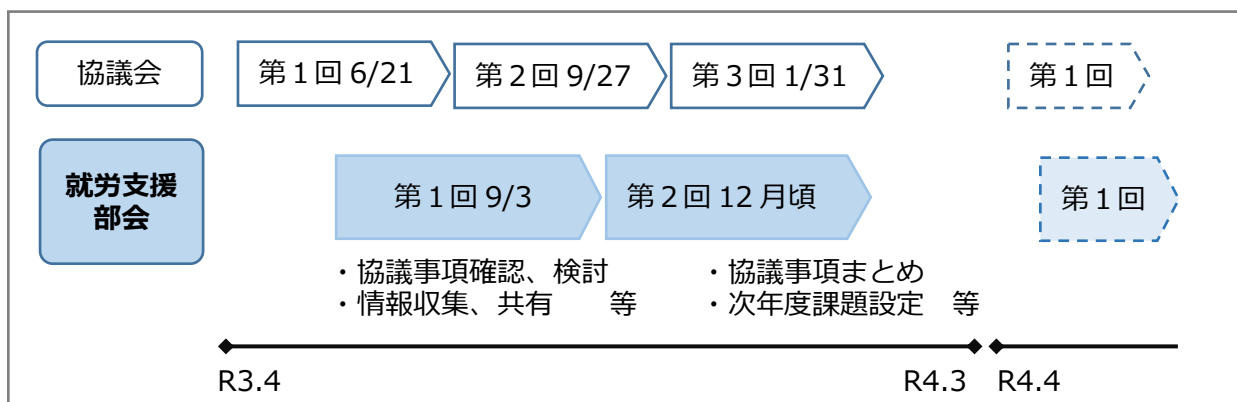 協議会
第1回 6/21
第2回 9/27
第3回 1/31
第1回
就労支援
部会
第1回 9/3
第2回 12月頃
第1回
・協議事項確認、検討
・情報収集、共有　　等
・協議事項まとめ
・次年度課題設定　等
R3.4
R4.3
R4.4